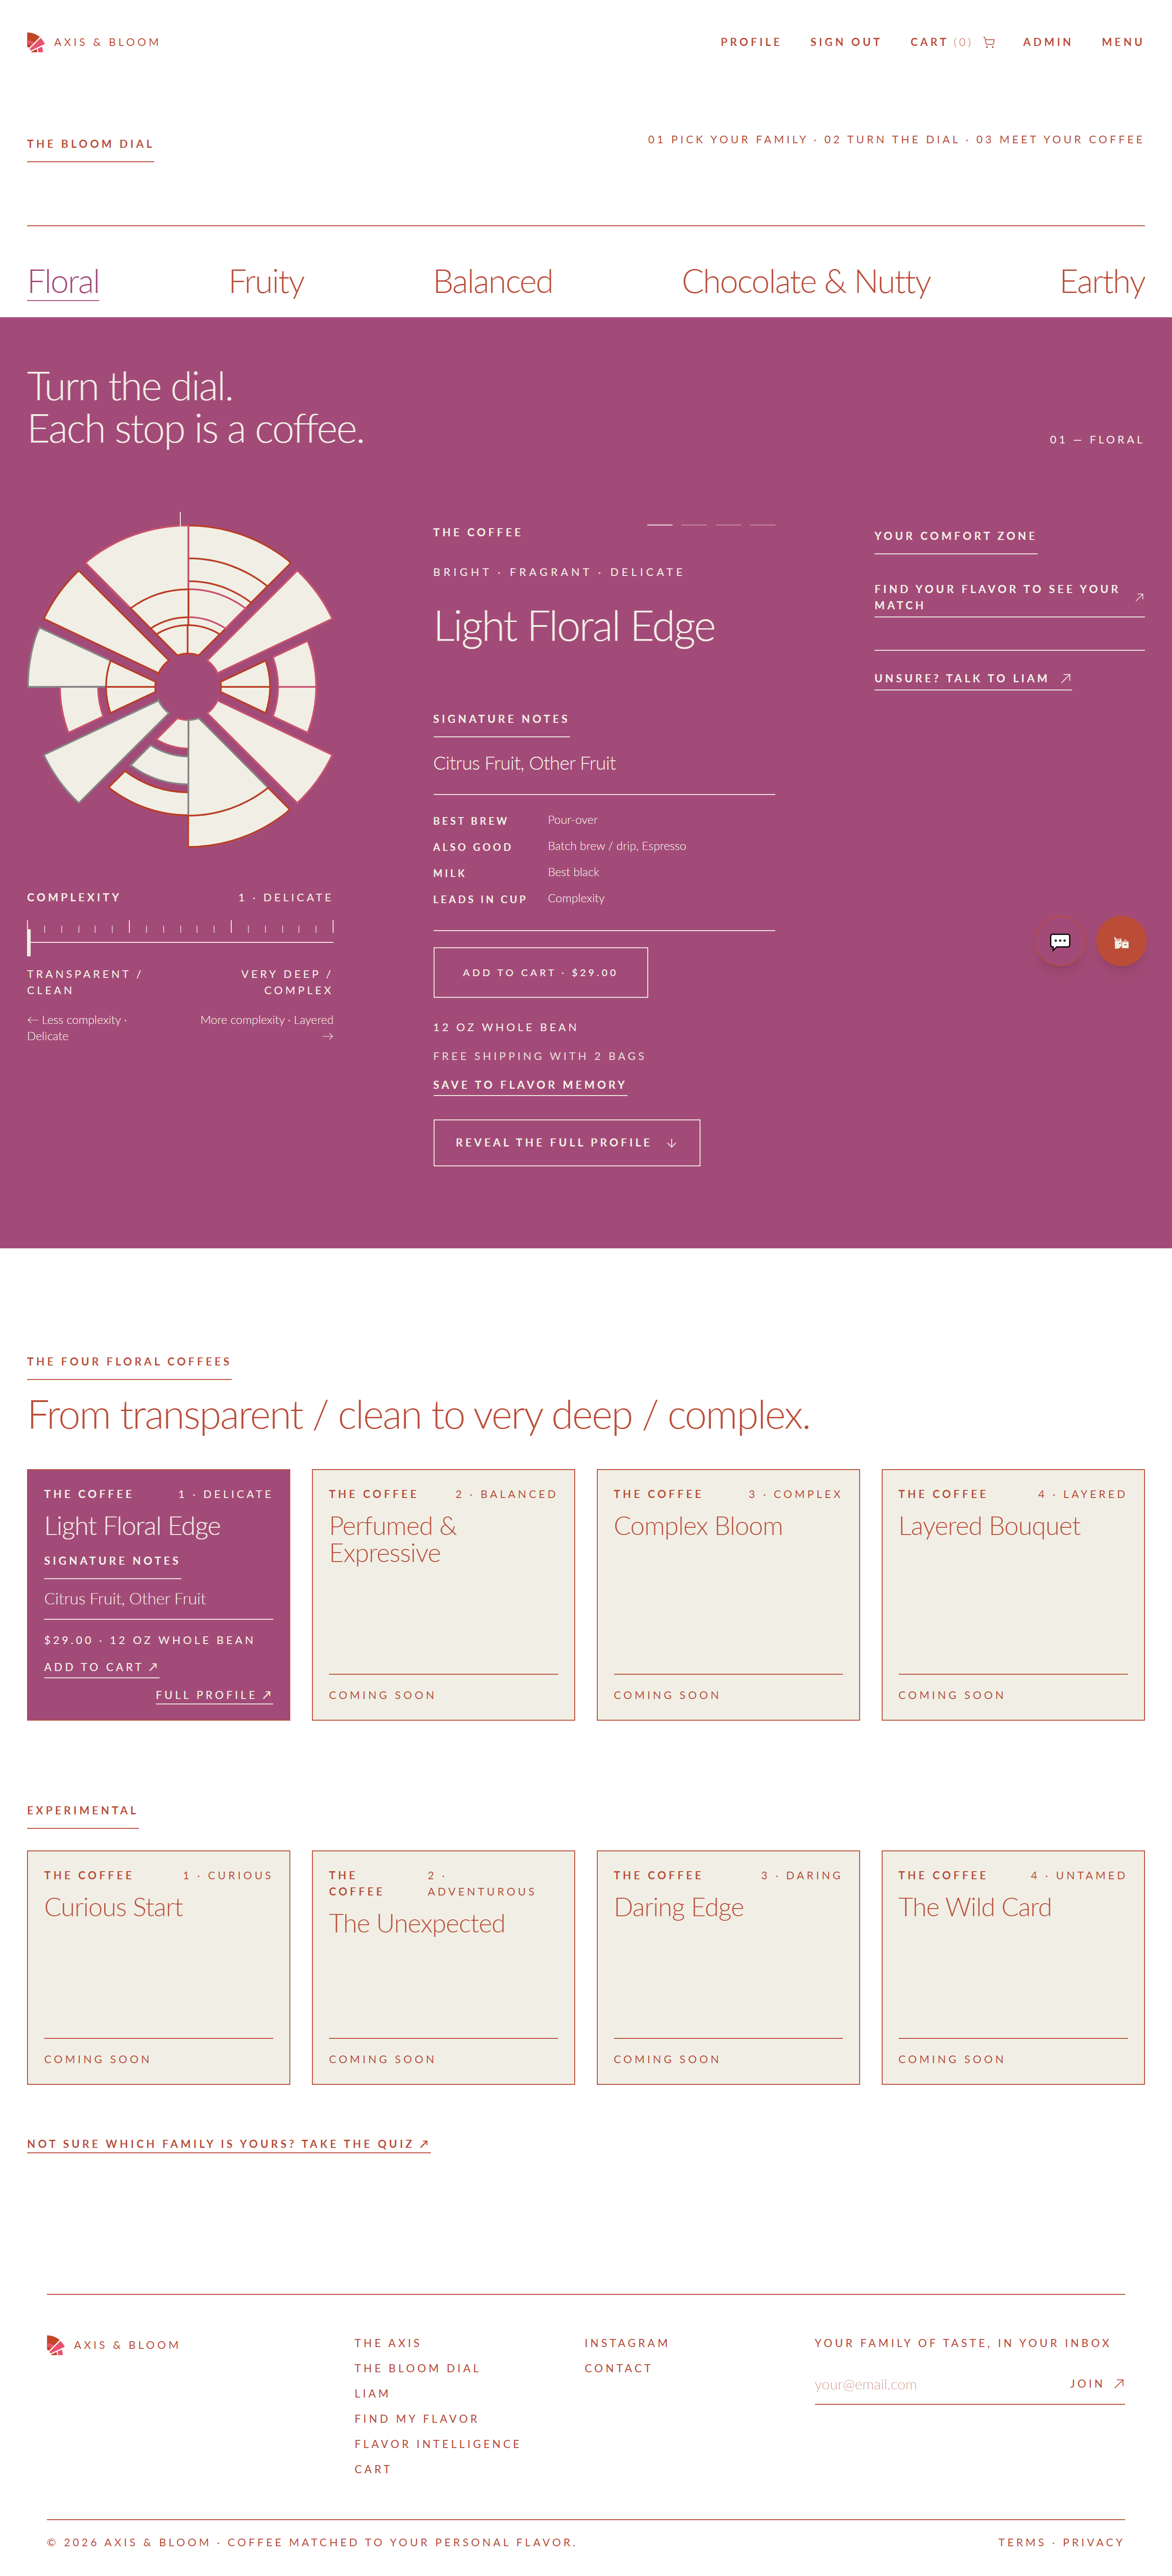 AXIS & BLOOM
PROFILE SIGN OUT CART (0) ADMIN MENU
THE BLOOM DIAL
01 PICK YOUR FAMILY · 02 TURN THE DIAL · 03 MEET YOUR COFFEE
Floral Fruity Balanced Chocolate & Nutty Earthy
Turn the dial.
Each stop is a coffee.
01 — FLORAL
COMPLEXITY 1 · DELICATE
TRANSPARENT /
CLEAN
VERY DEEP /
COMPLEX
← Less complexity ·
Delicate
More complexity · Layered
→
THE COFFEE
BRIGHT · FRAGRANT · DELICATE
Light Floral Edge
SIGNATURE NOTES
Citrus Fruit, Other Fruit
BEST BREW Pour-over
ALSO GOOD Batch brew / drip, Espresso
MILK Best black
LEADS IN CUP Complexity
ADD TO CART · $29.00
12 OZ WHOLE BEAN
FREE SHIPPING WITH 2 BAGS
SAVE TO FLAVOR MEMORY
REVEAL THE FULL PROFILE ↓
YOUR COMFORT ZONE
FIND YOUR FLAVOR TO SEE YOUR
MATCH ↗
UNSURE? TALK TO LIAM ↗
THE FOUR FLORAL COFFEES
From transparent / clean to very deep / complex.
THE COFFEE 1 · DELICATE
Light Floral Edge
SIGNATURE NOTES
Citrus Fruit, Other Fruit
$29.00 · 12 OZ WHOLE BEAN
ADD TO CART ↗
FULL PROFILE ↗
THE COFFEE 2 · BALANCED
Perfumed &
Expressive
COMING SOON
THE COFFEE 3 · COMPLEX
Complex Bloom
COMING SOON
THE COFFEE 4 · LAYERED
Layered Bouquet
COMING SOON
EXPERIMENTAL
THE COFFEE 1 · CURIOUS
Curious Start
COMING SOON
THE
COFFEE
2 ·
ADVENTUROUS
The Unexpected
COMING SOON
THE COFFEE 3 · DARING
Daring Edge
COMING SOON
THE COFFEE 4 · UNTAMED
The Wild Card
COMING SOON
NOT SURE WHICH FAMILY IS YOURS? TAKE THE QUIZ ↗
AXIS & BLOOM
THE AXIS
THE BLOOM DIAL
LIAM
FIND MY FLAVOR
FLAVOR INTELLIGENCE
CART
INSTAGRAM
CONTACT
YOUR FAMILY OF TASTE, IN YOUR INBOX
your@email.com JOIN ↗
© 2026 AXIS & BLOOM · COFFEE MATCHED TO YOUR PERSONAL FLAVOR.
TERMS · PRIVACY